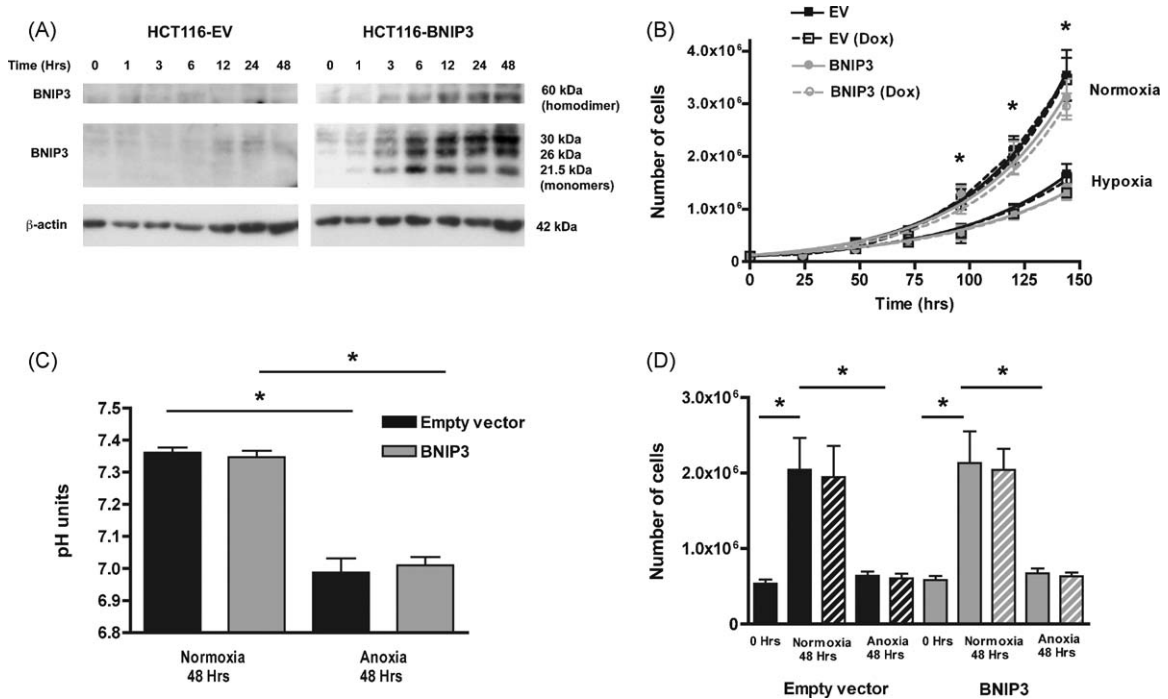 (A)
HCT116-EV
HCT116-BNIP3
Time (Hrs) 0 1 3 6 12 24 48 0 1 3 6 12 24 48
BNIP3
60 kDa
(homodimer)
BNIP3
30 kDa
26 kDa
21.5 kDa
(monomers)
β-actin
42 kDa
(B)
EV
EV (Dox)
BNIP3
BNIP3 (Dox)
Number of cells
4.0x10⁶
3.0x10⁶
2.0x10⁶
1.0x10⁶
0
* * *
Normoxia
Hypoxia
0 25 50 75 100 125 150
Time (hrs)
(C)
* *
Empty vector
BNIP3
pH units
7.5
7.4
7.3
7.2
7.1
7.0
6.9
6.8
Normoxia
48 Hrs
Anoxia
48 Hrs
(D)
* * * *
Number of cells
3.0x10⁶
2.0x10⁶
1.0x10⁶
0
0 Hrs Normoxia Anoxia 0 Hrs Normoxia Anoxia
48 Hrs 48 Hrs 48 Hrs 48 Hrs
Empty vector BNIP3